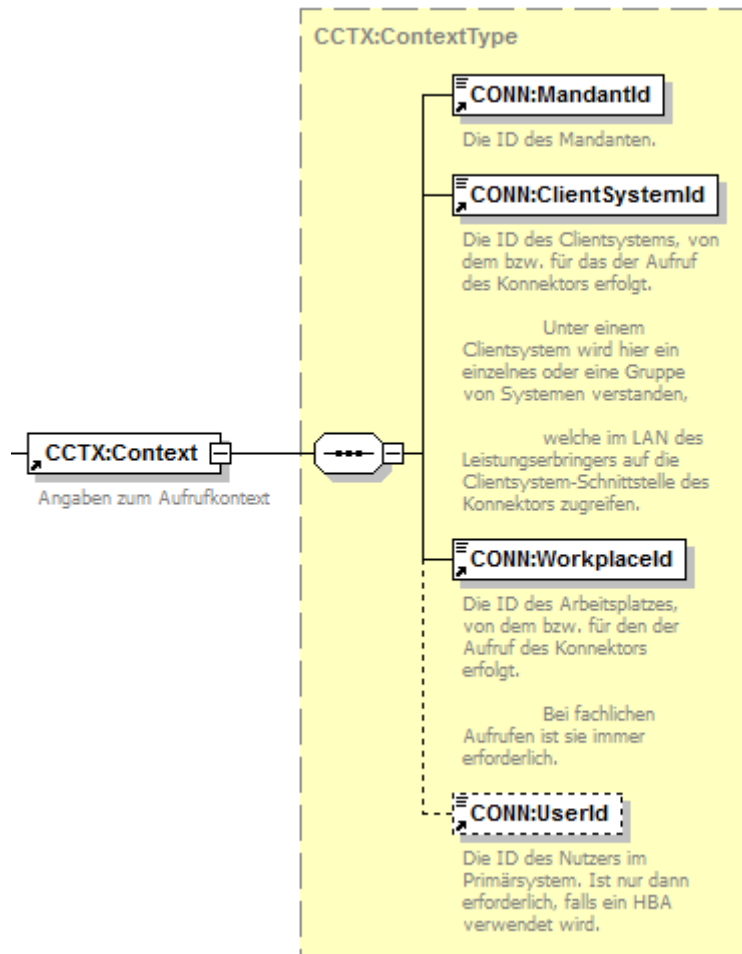 CCTX:ContextType
CONN:MandantId
Die ID des Mandanten.
CONN:ClientSystemId
Die ID des Clientsystems, von
dem bzw. für das der Aufruf
des Konnektors erfolgt.
Unter einem
Clientsystem wird hier ein
einzelnes oder eine Gruppe
von Systemen verstanden,
welche im LAN des
Leistungserbringers auf die
Clientsystem-Schnittstelle des
Konnektors zugreifen.
CCTX:Context
Angaben zum Aufrufkontext
CONN:WorkplaceId
Die ID des Arbeitsplatzes,
von dem bzw. für den der
Aufruf des Konnektors
erfolgt.
Bei fachlichen
Aufrufen ist sie immer
erforderlich.
CONN:UserId
Die ID des Nutzers im
Primärsystem. Ist nur dann
erforderlich, falls ein HBA
verwendet wird.